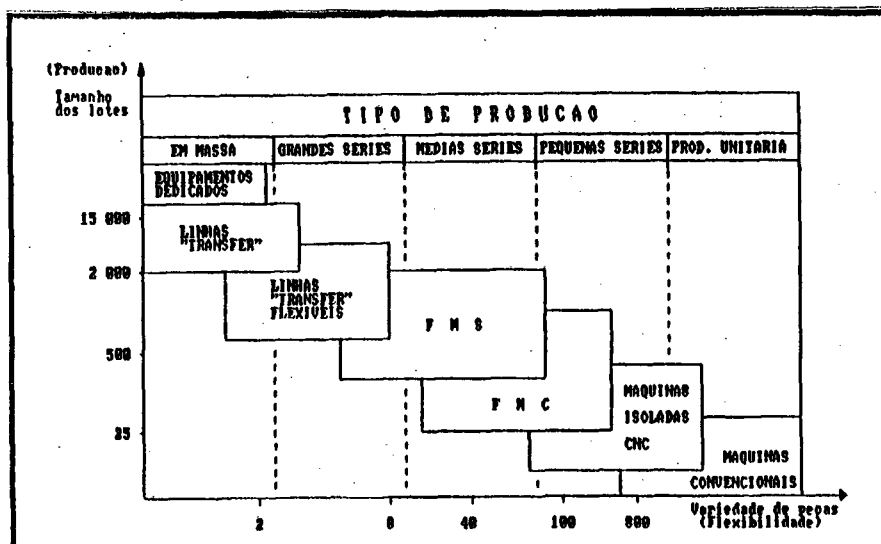 (Producao)
Tamanho
dos lotes
TIPO DE PRODUCAO
EM MASSA
GRANDES SERIES
MEDIAS SERIES
PEQUENAS SERIES
PROD. UNITARIA
EQUIPAMENTOS
DEDICADOS
15 000
LINHAS
"TRANSFER"
2 000
LINHAS
"TRANSFER"
FLEXIVEIS
F M S
500
F M C
MAQUINAS
ISOLADAS
CNC
MAQUINAS
CONVENCIONAIS
2
8
40
100
800
Variedade de pecas
(Flexibilidade)